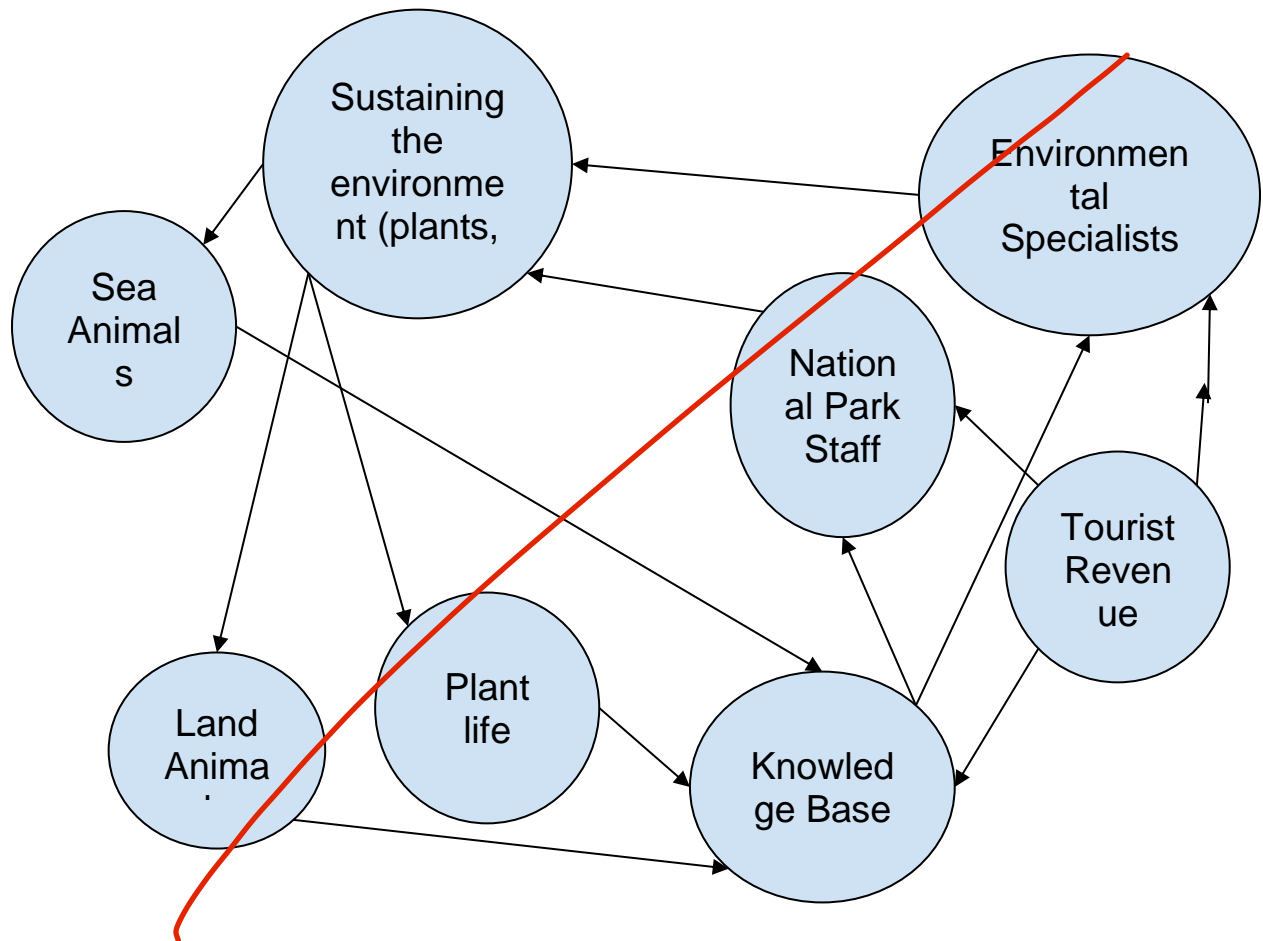 Sustaining
the
environme
nt (plants,
Environmen
tal
Specialists
Sea
Animal
s
Nation
al Park
Staff
Tourist
Reven
ue
Plant
life
Land
Anima
Knowled
ge Base